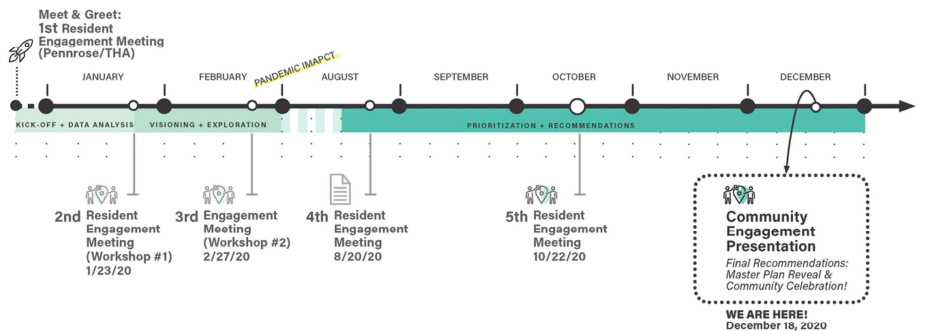 Meet & Greet:
1st Resident
Engagement Meeting
(Pennrose/THA)
JANUARY
FEBRUARY
PANDEMIC IMAPCT
AUGUST
SEPTEMBER
OCTOBER
NOVEMBER
DECEMBER
KICK-OFF + DATA ANALYSIS
VISIONING + EXPLORATION
PRIORITIZATION + RECOMMENDATIONS
2nd Resident
Engagement
Meeting
(Workshop #1)
1/23/20
3rd Engagement
Meeting
(Workshop #2)
2/27/20
4th Resident
Engagement
Meeting
8/20/20
5th Resident
Engagement
Meeting
10/22/20
Community
Engagement
Presentation
Final Recommendations:
Master Plan Reveal &
Community Celebration!
WE ARE HERE!
December 18, 2020